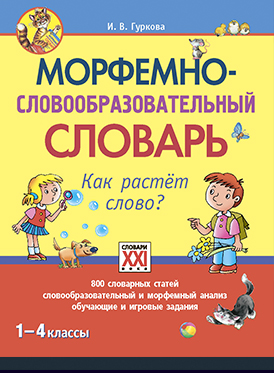 И. В. Гуркова
МОРФЕМНО-
СЛОВООБРАЗОВАТЕЛЬНЫЙ
СЛОВАРЬ
Как растёт
слово?
СЛОВАРИ
XXI
ВЕКА
800 словарных статей
словообразовательный и морфемный анализ
обучающие и игровые задания
1–4 классы